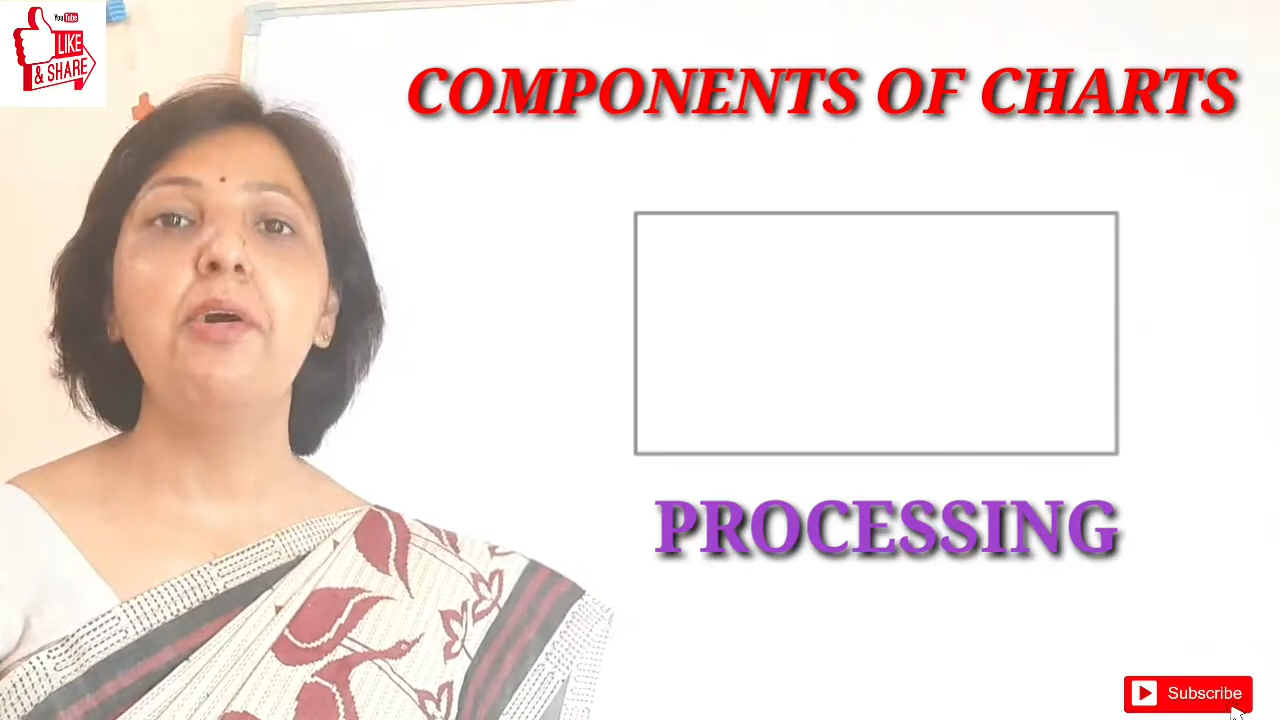 YouTube
LIKE
& SHARE
COMPONENTS OF CHARTS
PROCESSING
Subscribe